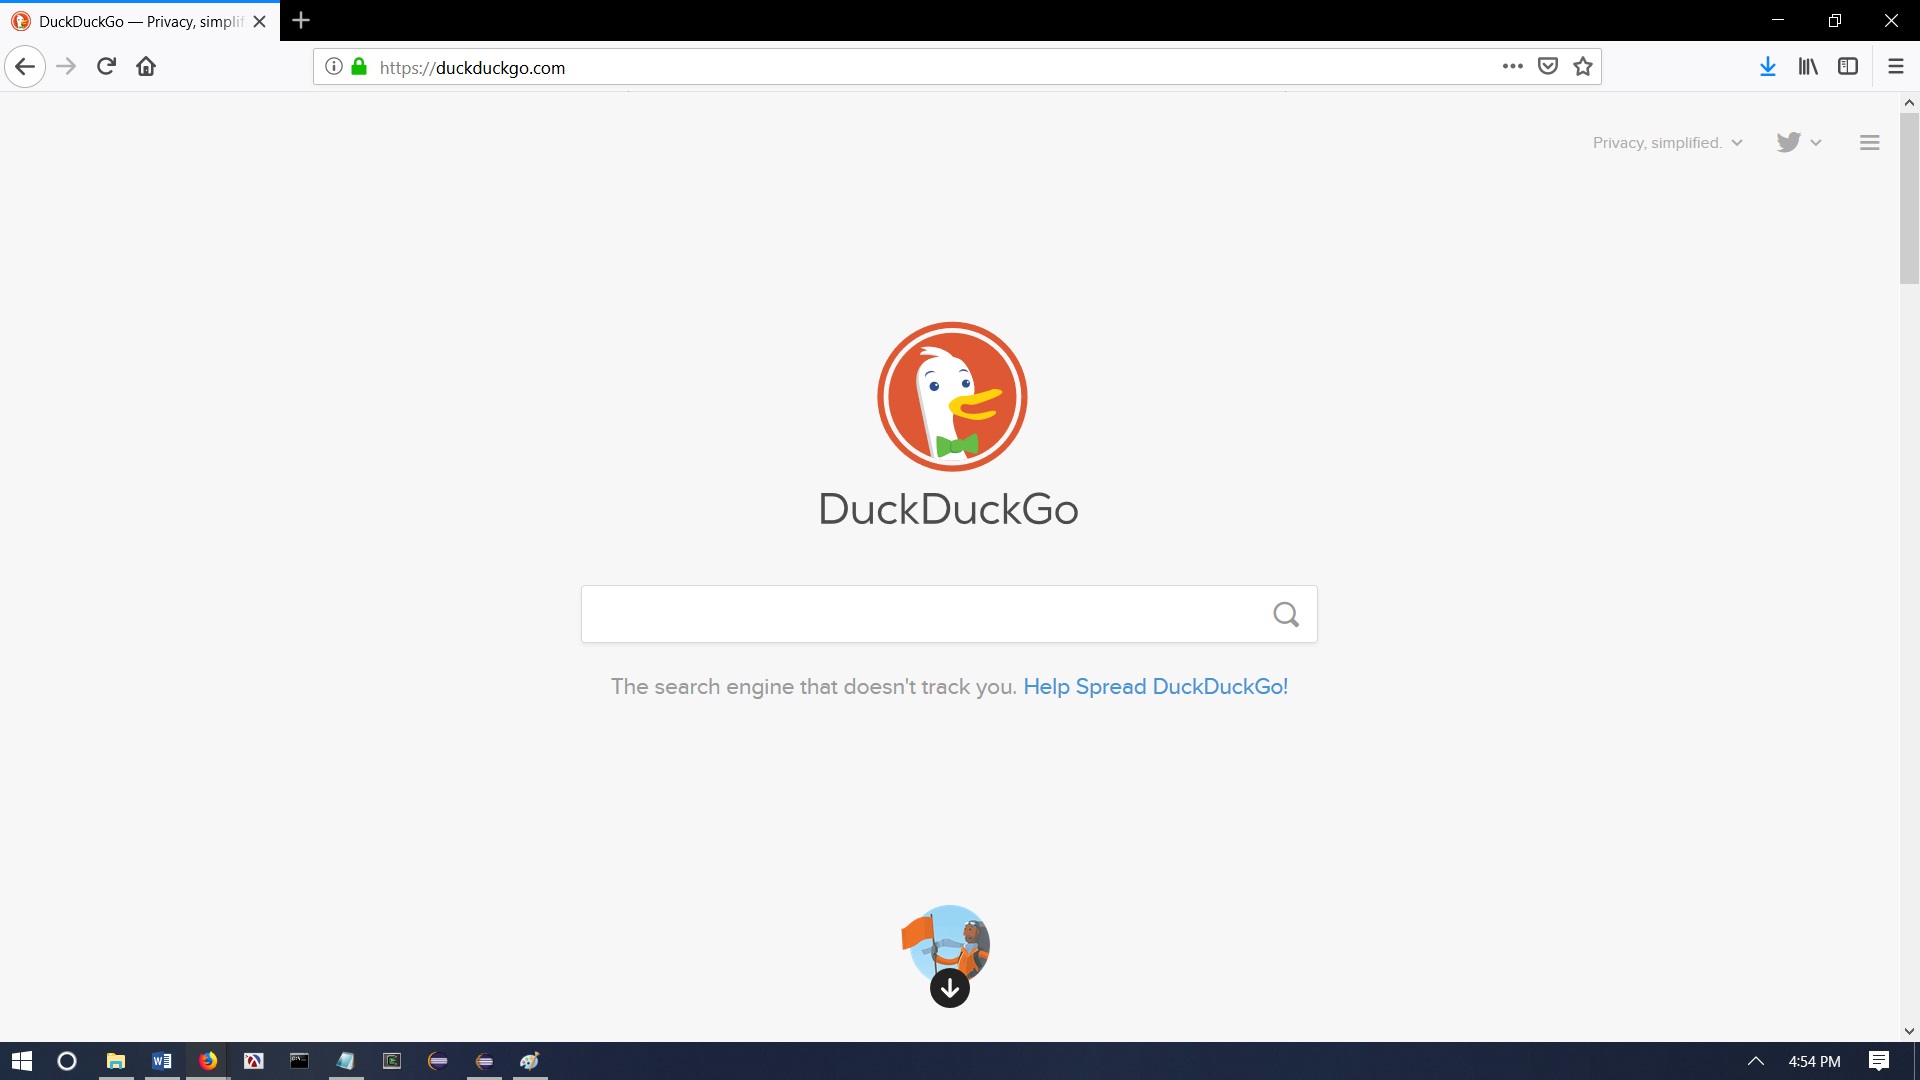 DuckDuckGo — Privacy, simplif
https://duckduckgo.com
Privacy, simplified.
DuckDuckGo
The search engine that doesn't track you. Help Spread DuckDuckGo!
4:54 PM